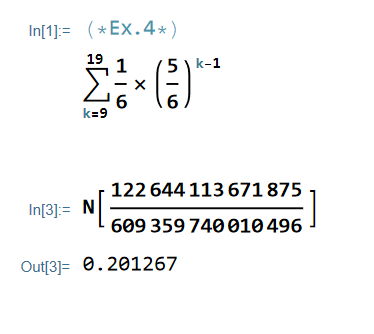 In[1]:= (*Ex.4*)
19
∑ 1/6 × (5/6)^k-1
k=9
In[3]:= N[122 644 113 671 875 / 609 359 740 010 496]
Out[3]= 0.201267